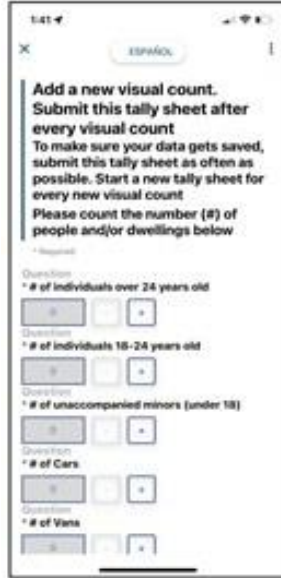 1:41
ESPAÑOL
Add a new visual count.
Submit this tally sheet after
every visual count
To make sure your data gets saved,
submit this tally sheet as often as
possible. Start a new tally sheet for
every new visual count
Please count the number (#) of
people and/or dwellings below
* Required
Question
* # of individuals over 24 years old
0 - +
Question
* # of individuals 18-24 years old
0 - +
Question
* # of unaccompanied minors (under 18)
0 - +
Question
* # of Cars
0 - +
Question
* # of Vans
0 - +